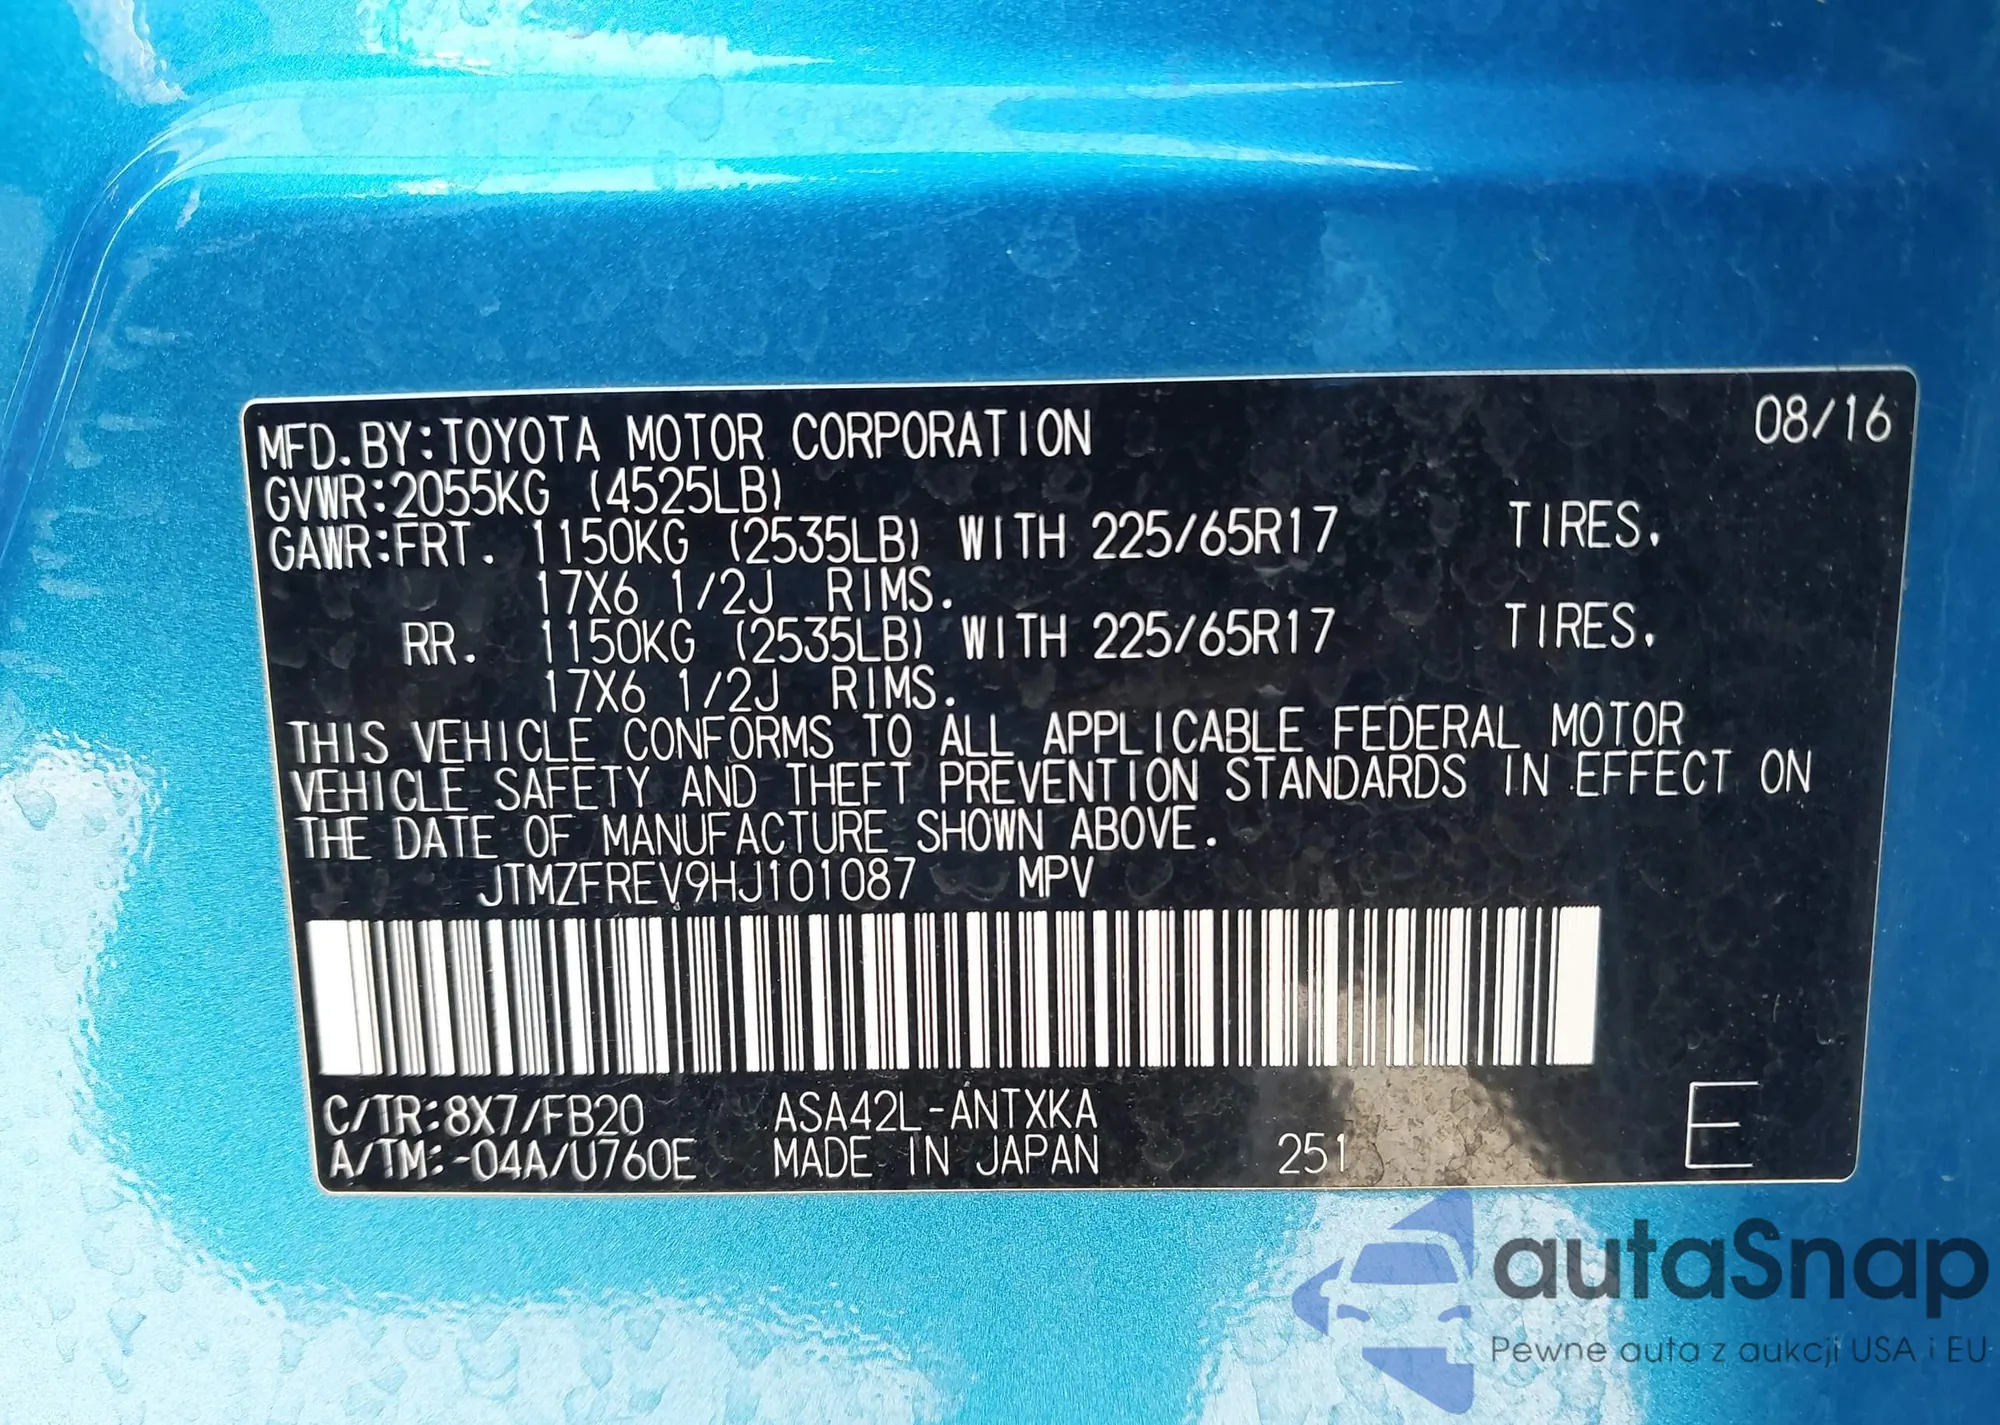 MFD.BY:TOYOTA MOTOR CORPORATION 08/16
GVWR:2055KG (4525LB)
GAWR:FRT. 1150KG (2535LB) WITH 225/65R17 TIRES.
17X6 1/2J RIMS.
RR. 1150KG (2535LB) WITH 225/65R17 TIRES.
17X6 1/2J RIMS.
THIS VEHICLE CONFORMS TO ALL APPLICABLE FEDERAL MOTOR
VEHICLE SAFETY AND THEFT PREVENTION STANDARDS IN EFFECT ON
THE DATE OF MANUFACTURE SHOWN ABOVE.
JTMZFREV9HJ101087 MPV
C/TR:8X7/FB20 ASA42L-ANTXKA
A/TM:-04A/U760E MADE IN JAPAN 251 E
autaSnap
Pewne auta z aukcji USA i EU